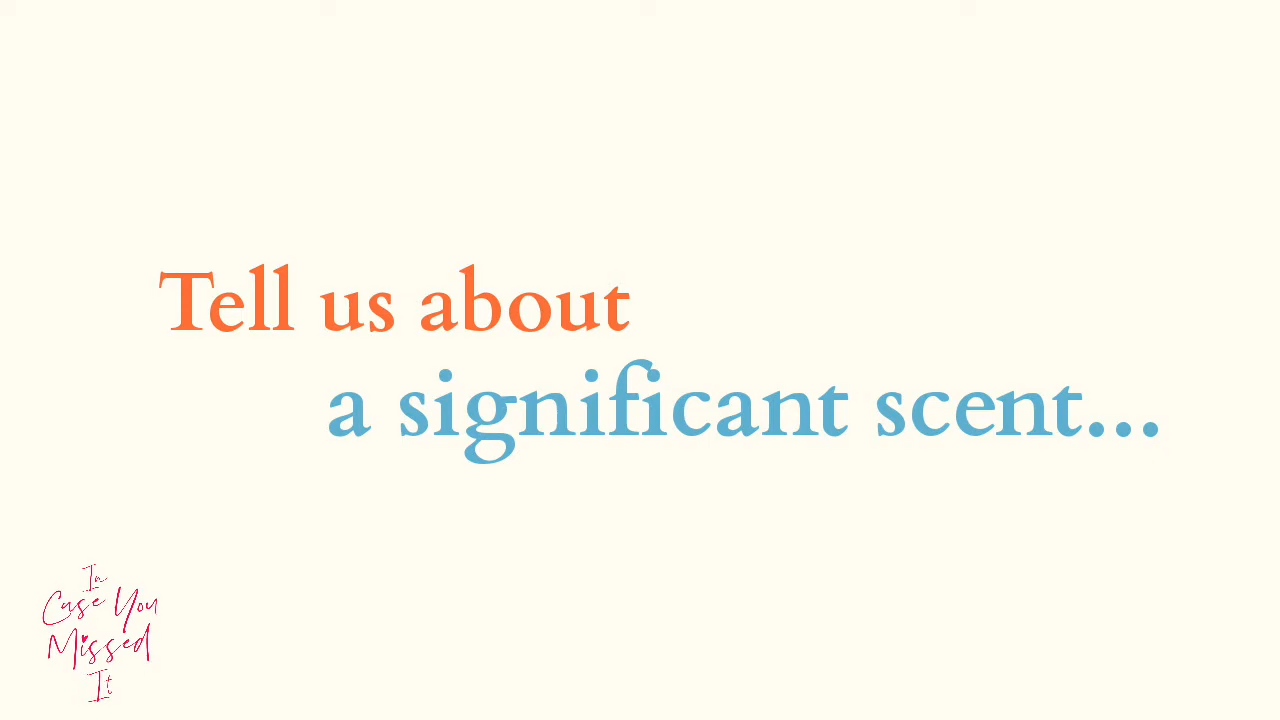 Tell us about
a significant scent...
In
Case You
Missed
It